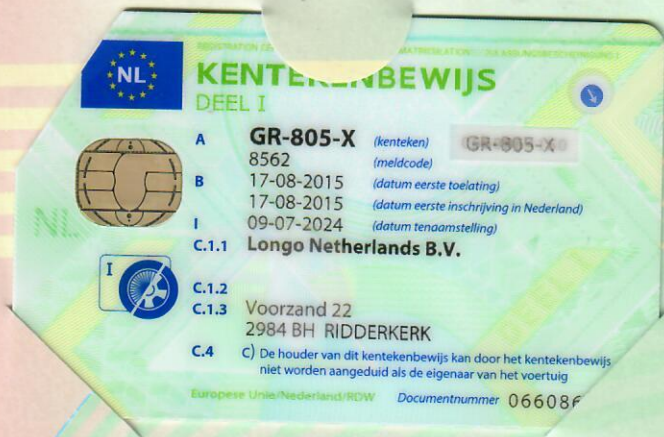 NL
KENTEKENBEWIJS
DEEL I
A GR-805-X (kenteken) GR-805-X
8562 (meldcode)
B 17-08-2015 (datum eerste toelating)
17-08-2015 (datum eerste inschrijving in Nederland)
I 09-07-2024 (datum tenaamstelling)
C.1.1 Longo Netherlands B.V.
NL
I
C.1.2
C.1.3 Voorzand 22
2984 BH RIDDERKERK
C.4 C) De houder van dit kentekenbewijs kan door het kentekenbewijs
niet worden aangeduid als de eigenaar van het voertuig
Europese Unie/Nederland/RDW Documentnummer 066086